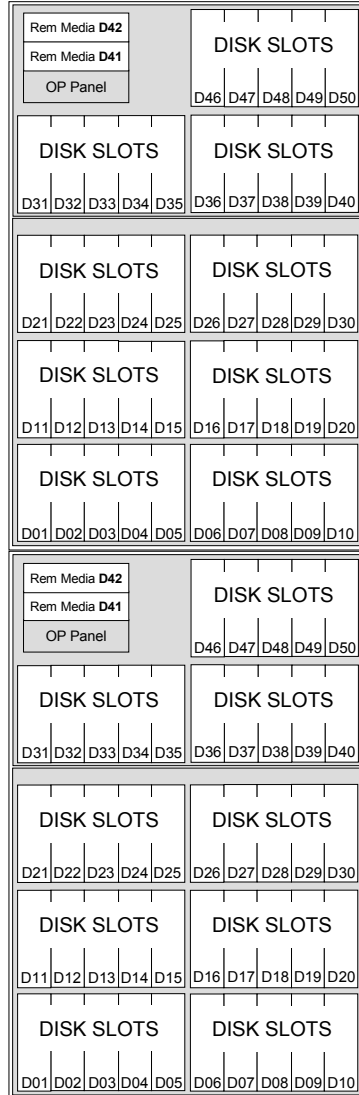 Rem Media D42
Rem Media D41
OP Panel
DISK SLOTS
D46 D47 D48 D49 D50
DISK SLOTS
D31 D32 D33 D34 D35
DISK SLOTS
D36 D37 D38 D39 D40
DISK SLOTS
D21 D22 D23 D24 D25
DISK SLOTS
D26 D27 D28 D29 D30
DISK SLOTS
D11 D12 D13 D14 D15
DISK SLOTS
D16 D17 D18 D19 D20
DISK SLOTS
D01 D02 D03 D04 D05
DISK SLOTS
D06 D07 D08 D09 D10
Rem Media D42
Rem Media D41
OP Panel
DISK SLOTS
D46 D47 D48 D49 D50
DISK SLOTS
D31 D32 D33 D34 D35
DISK SLOTS
D36 D37 D38 D39 D40
DISK SLOTS
D21 D22 D23 D24 D25
DISK SLOTS
D26 D27 D28 D29 D30
DISK SLOTS
D11 D12 D13 D14 D15
DISK SLOTS
D16 D17 D18 D19 D20
DISK SLOTS
D01 D02 D03 D04 D05
DISK SLOTS
D06 D07 D08 D09 D10